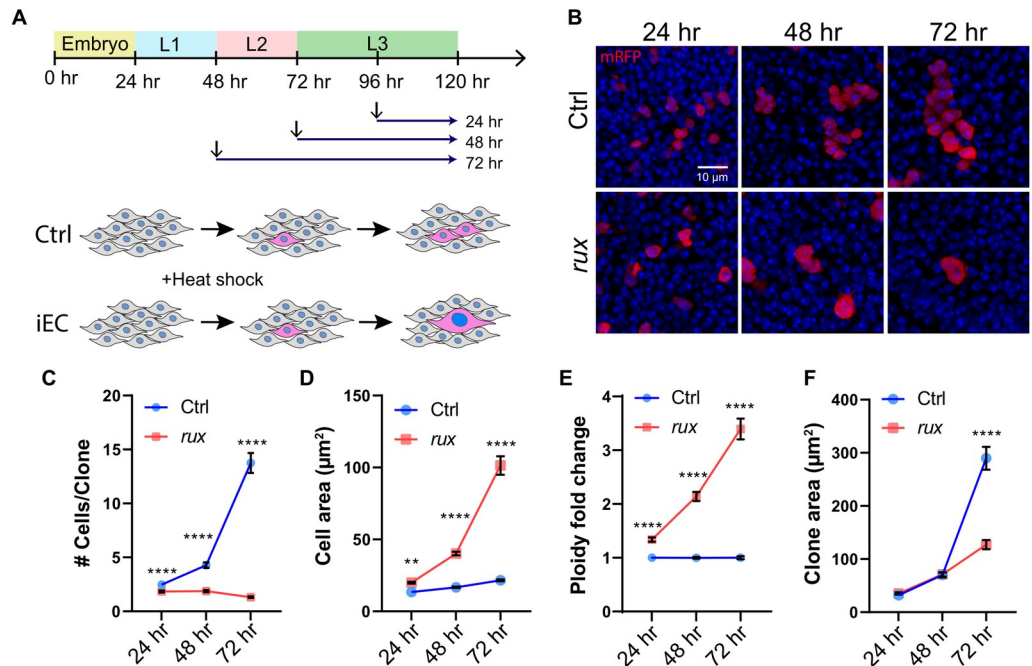 A
Embryo L1 L2 L3
0 hr 24 hr 48 hr 72 hr 96 hr 120 hr
24 hr
48 hr
72 hr
Ctrl
+Heat shock
iEC
B
24 hr 48 hr 72 hr
mRFP
Ctrl
10 µm
rux
C
# Cells/Clone
20
15
10
5
0
Ctrl
rux
**** **** ****
24 hr 48 hr 72 hr
D
Cell area (µm²)
150
100
50
0
Ctrl
rux
** **** ****
24 hr 48 hr 72 hr
E
Ploidy fold change
4
3
2
1
0
Ctrl
rux
**** **** ****
24 hr 48 hr 72 hr
F
Clone area (µm²)
400
300
200
100
0
Ctrl
rux
****
24 hr 48 hr 72 hr